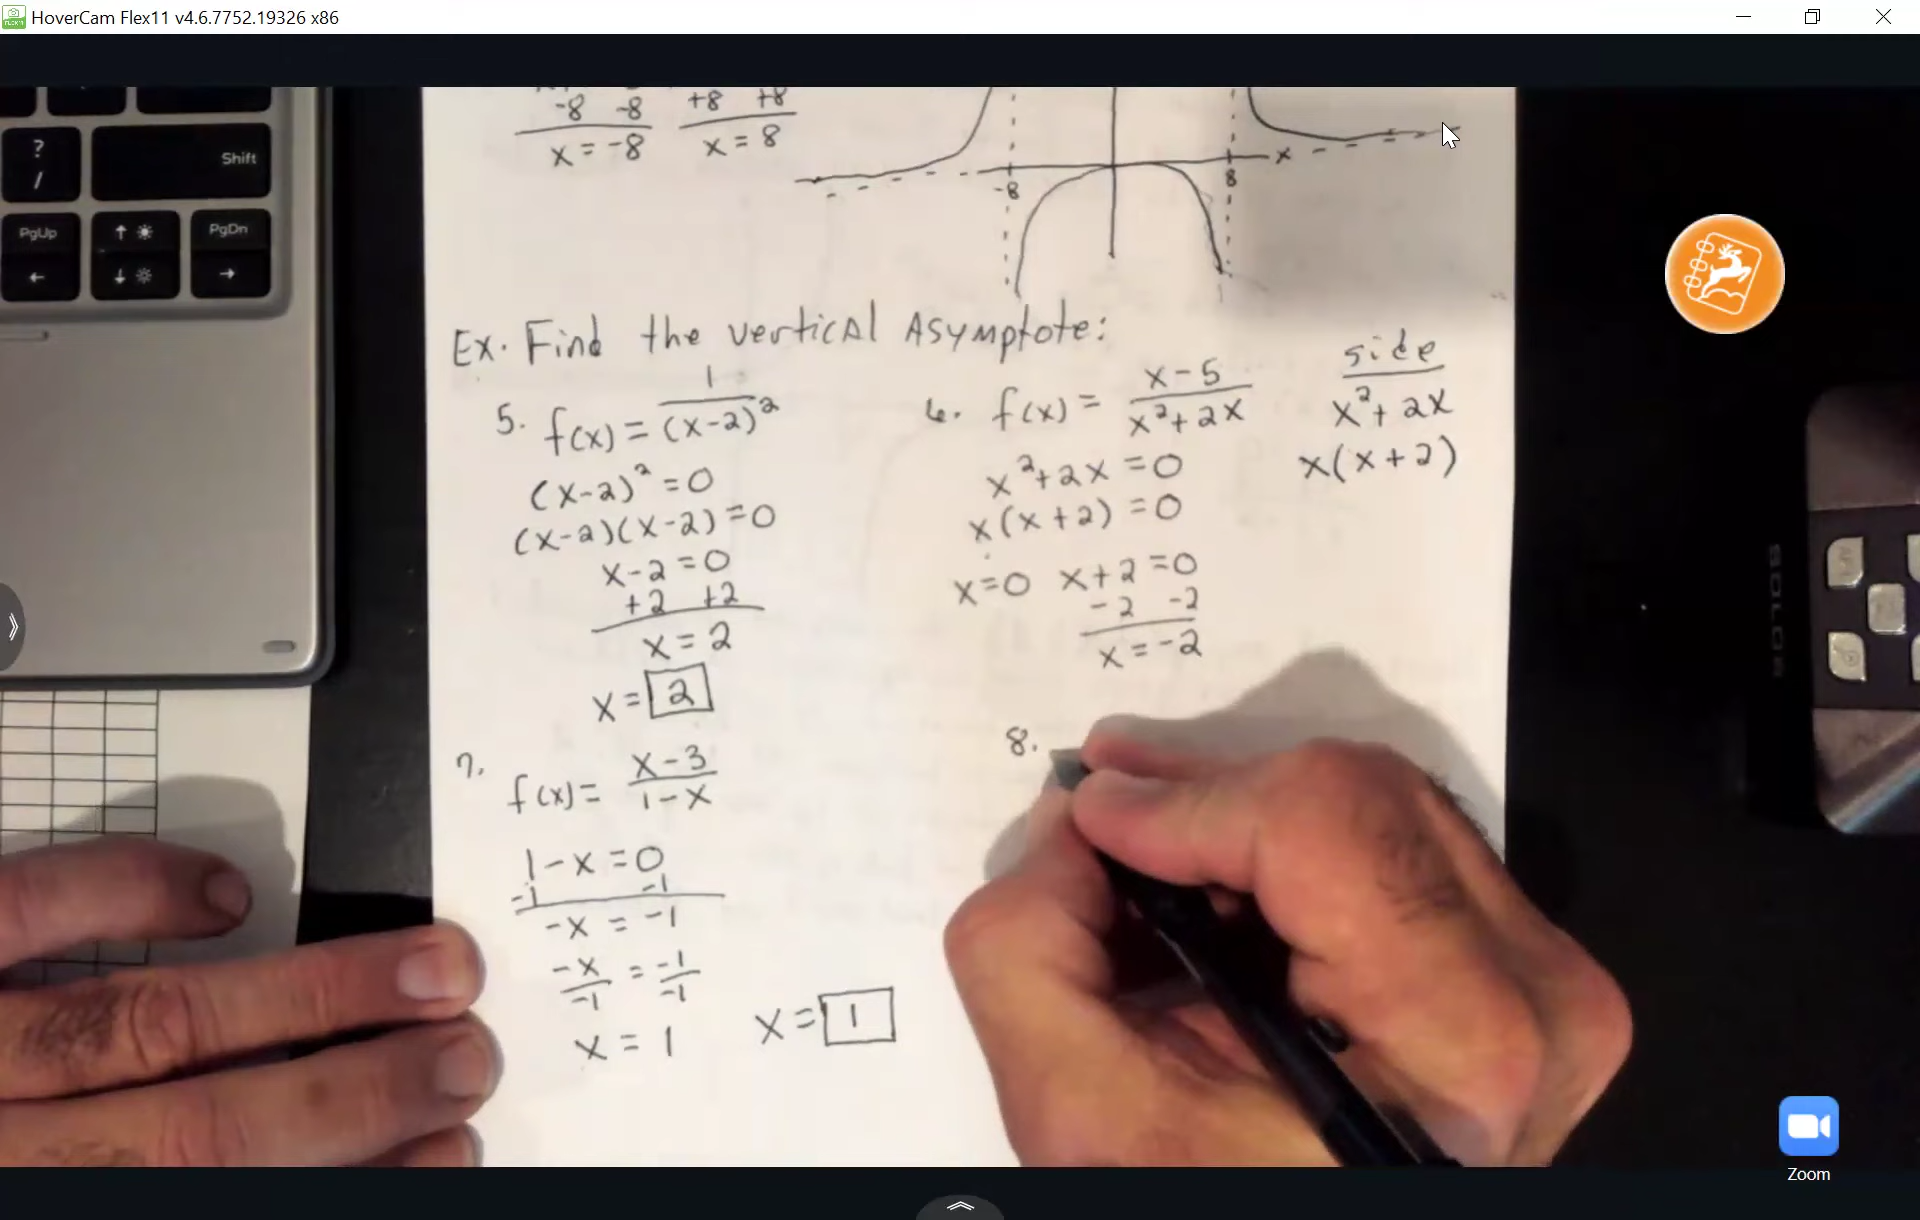 HoverCam Flex11 v4.6.7752.19326 x86
-8 -8 +8 +8
x = -8 x = 8
-8 8 x
? /
Shift
PgUp
PgDn
Ex. Find the vertical Asymptote:
5. f(x) = 1/(x-2)²
(x-2)² = 0
(x-2)(x-2) = 0
x-2 = 0
+2 +2
x = 2
x = 2
6. f(x) = x-5/x²+2x
x²+2x = 0
x(x+2) = 0
x = 0 x+2 = 0
-2 -2
x = -2
side
x²+2x
x(x+2)
7. f(x) = x-3/1-x
1-x = 0
-1 -1
-x = -1
-x/-1 = -1/-1
x = 1 x = 1
8.
Zoom